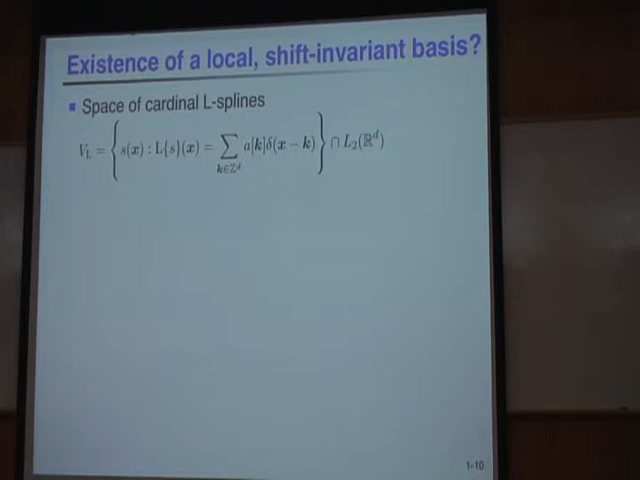 Existence of a local, shift-invariant basis?
Space of cardinal L-splines
V_L = { s(x) : L{s}(x) = ∑_{k∈ℤ^d} a[k]δ(x − k) } ∩ L_2(ℝ^d)
1-10